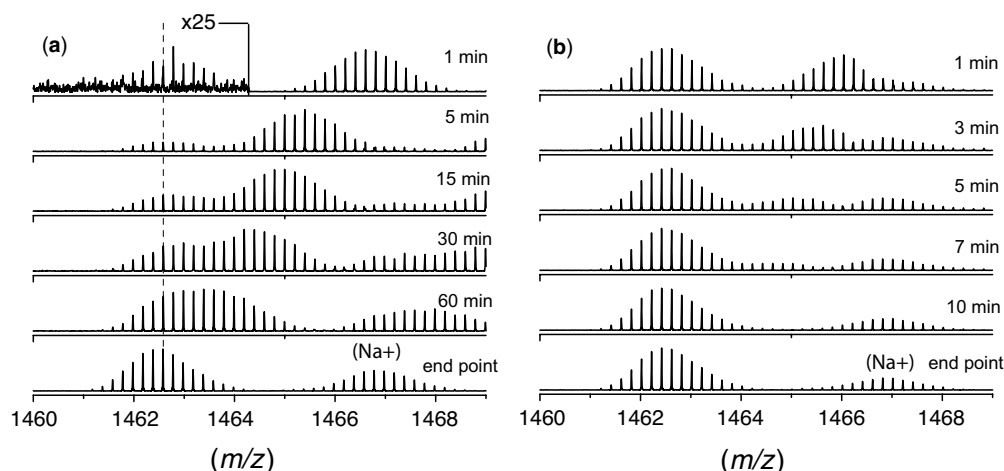 (a)
x25
1 min
5 min
15 min
30 min
60 min
(Na+)
end point
1460 1462 1464 1466 1468
(m/z)
(b)
1 min
3 min
5 min
7 min
10 min
(Na+) end point
1460 1462 1464 1466 1468
(m/z)